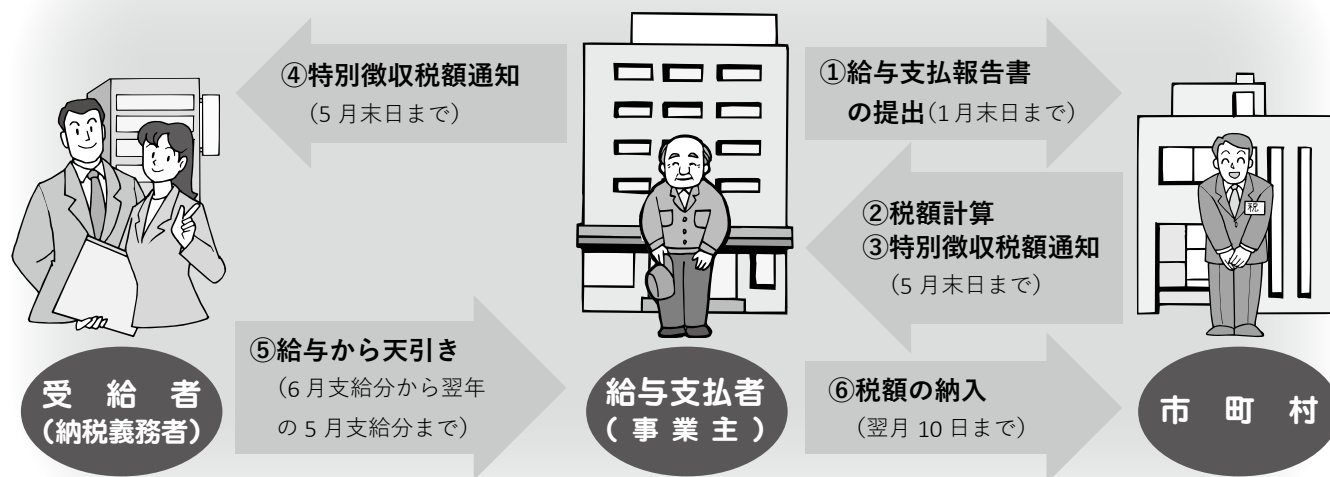 ④特別徴収税額通知
(5月末日まで)
①給与支払報告書
の提出(1月末日まで)
②税額計算
③特別徴収税額通知
(5月末日まで)
税
⑤給与から天引き
(6月支給分から翌年
の5月支給分まで)
⑥税額の納入
(翌月10日まで)
受給者
(納税義務者)
給与支払者
(事業主)
市町村